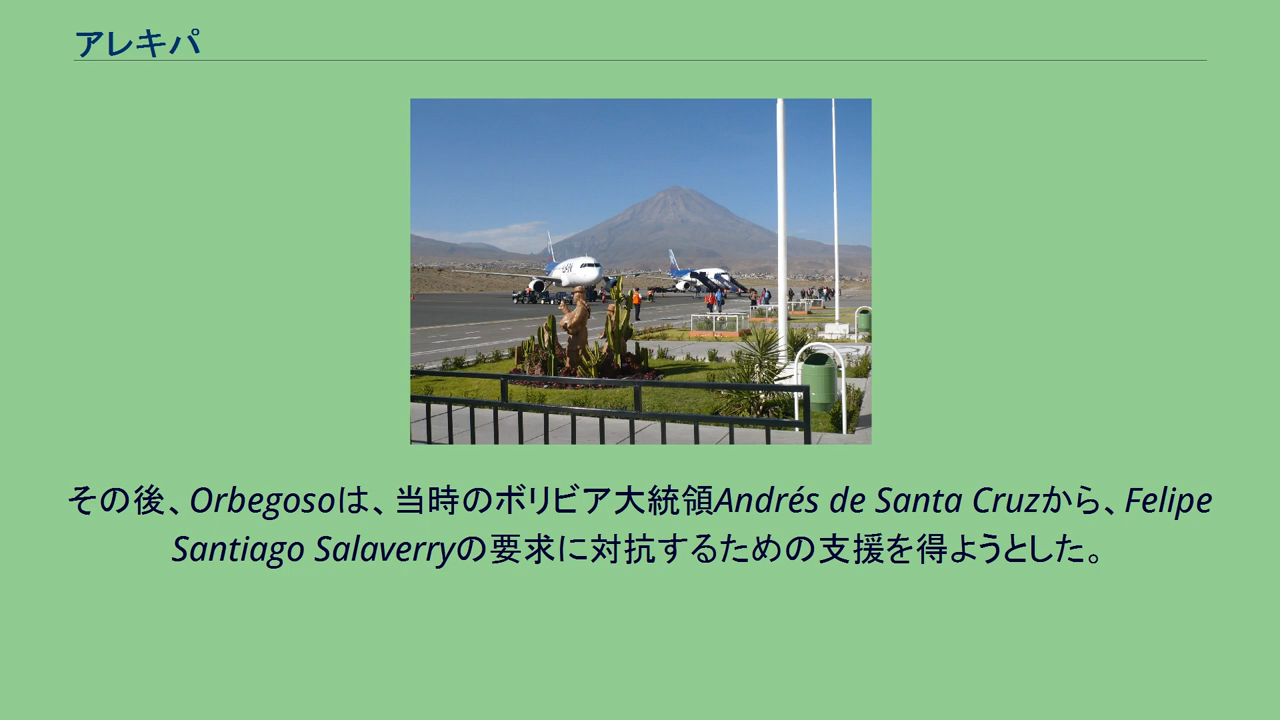 アレキパ
その後、Orbegosoは、当時のボリビア大統領Andrés de Santa Cruzから、Felipe
Santiago Salaverryの要求に対抗するための支援を得ようとした。